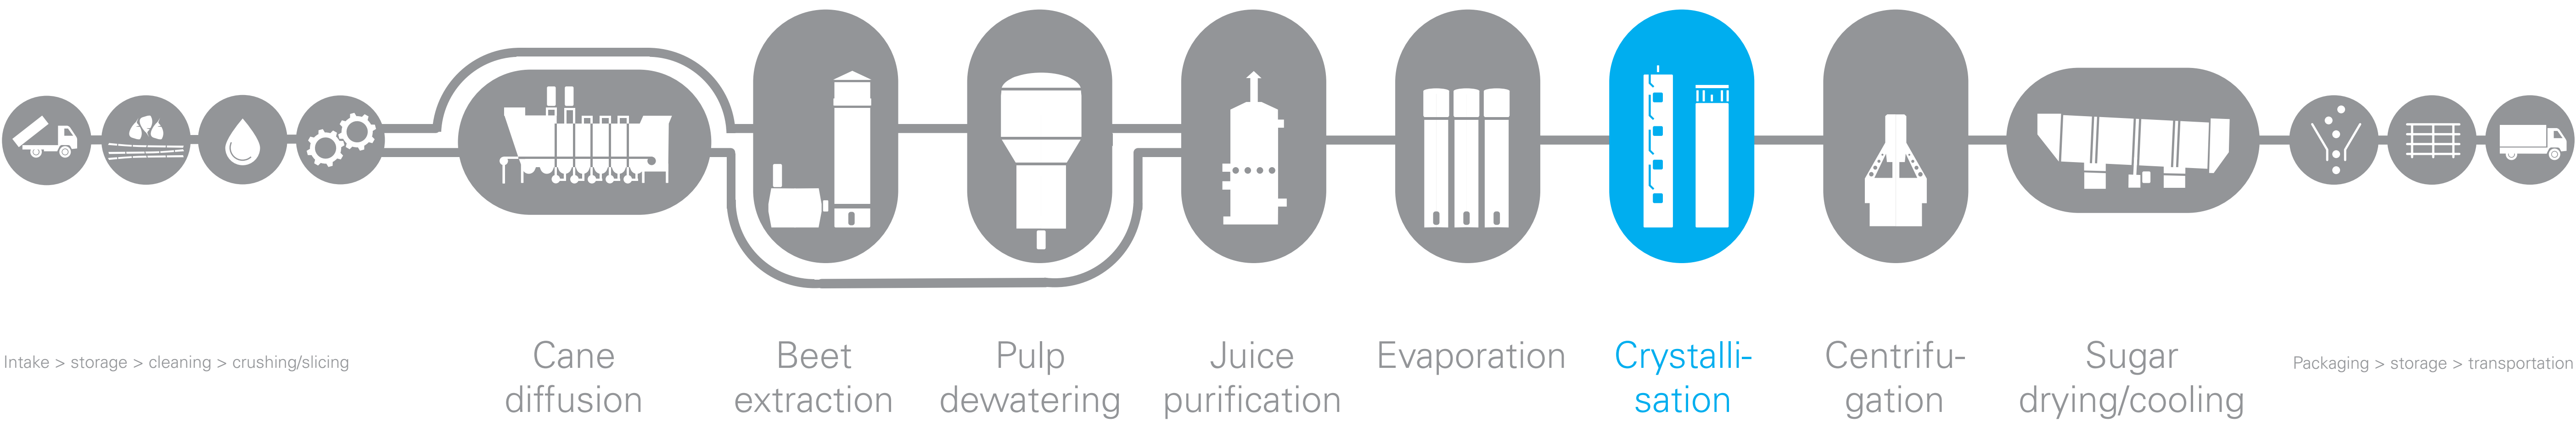 Intake > storage > cleaning > crushing/slicing
Cane
diffusion
Beet
extraction
Pulp
dewatering
Juice
purification
Evaporation
Crystalli-
sation
Centrifu-
gation
Sugar
drying/cooling
Packaging > storage > transportation